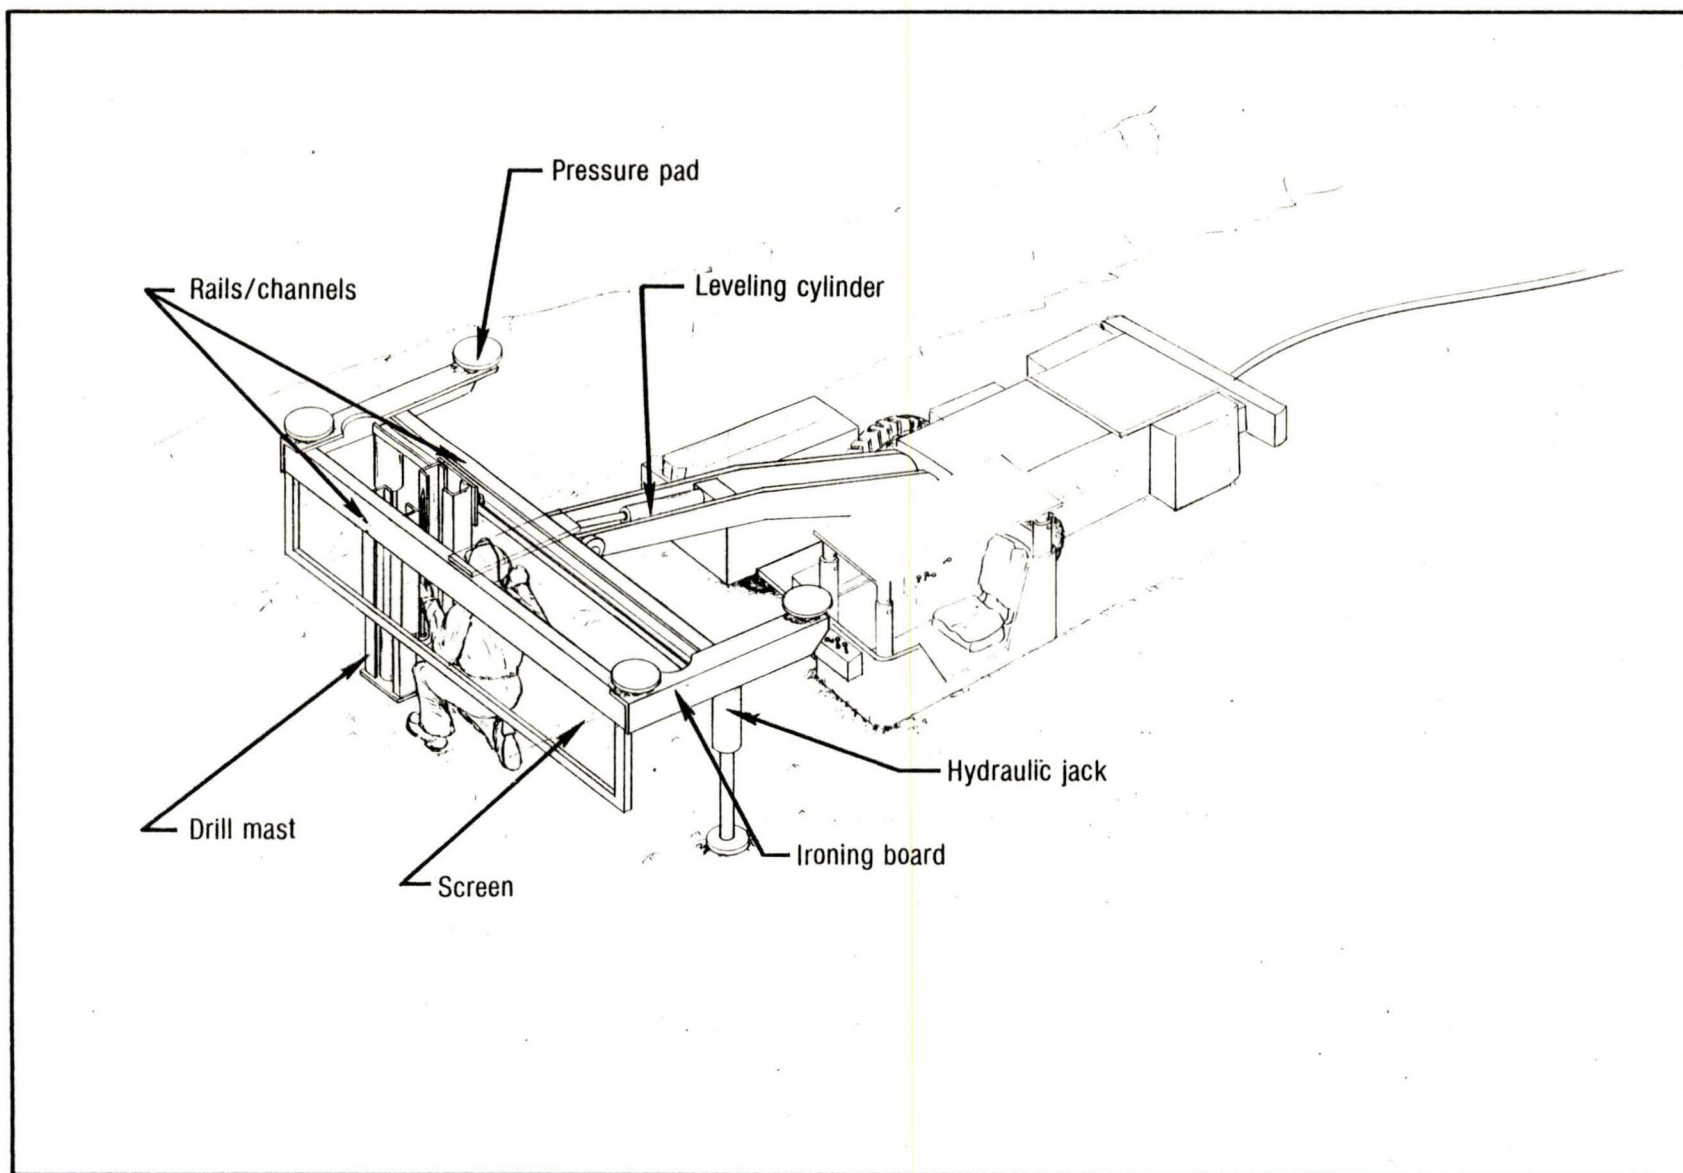 Pressure pad
Rails/channels
Leveling cylinder
Hydraulic jack
Drill mast
Ironing board
Screen